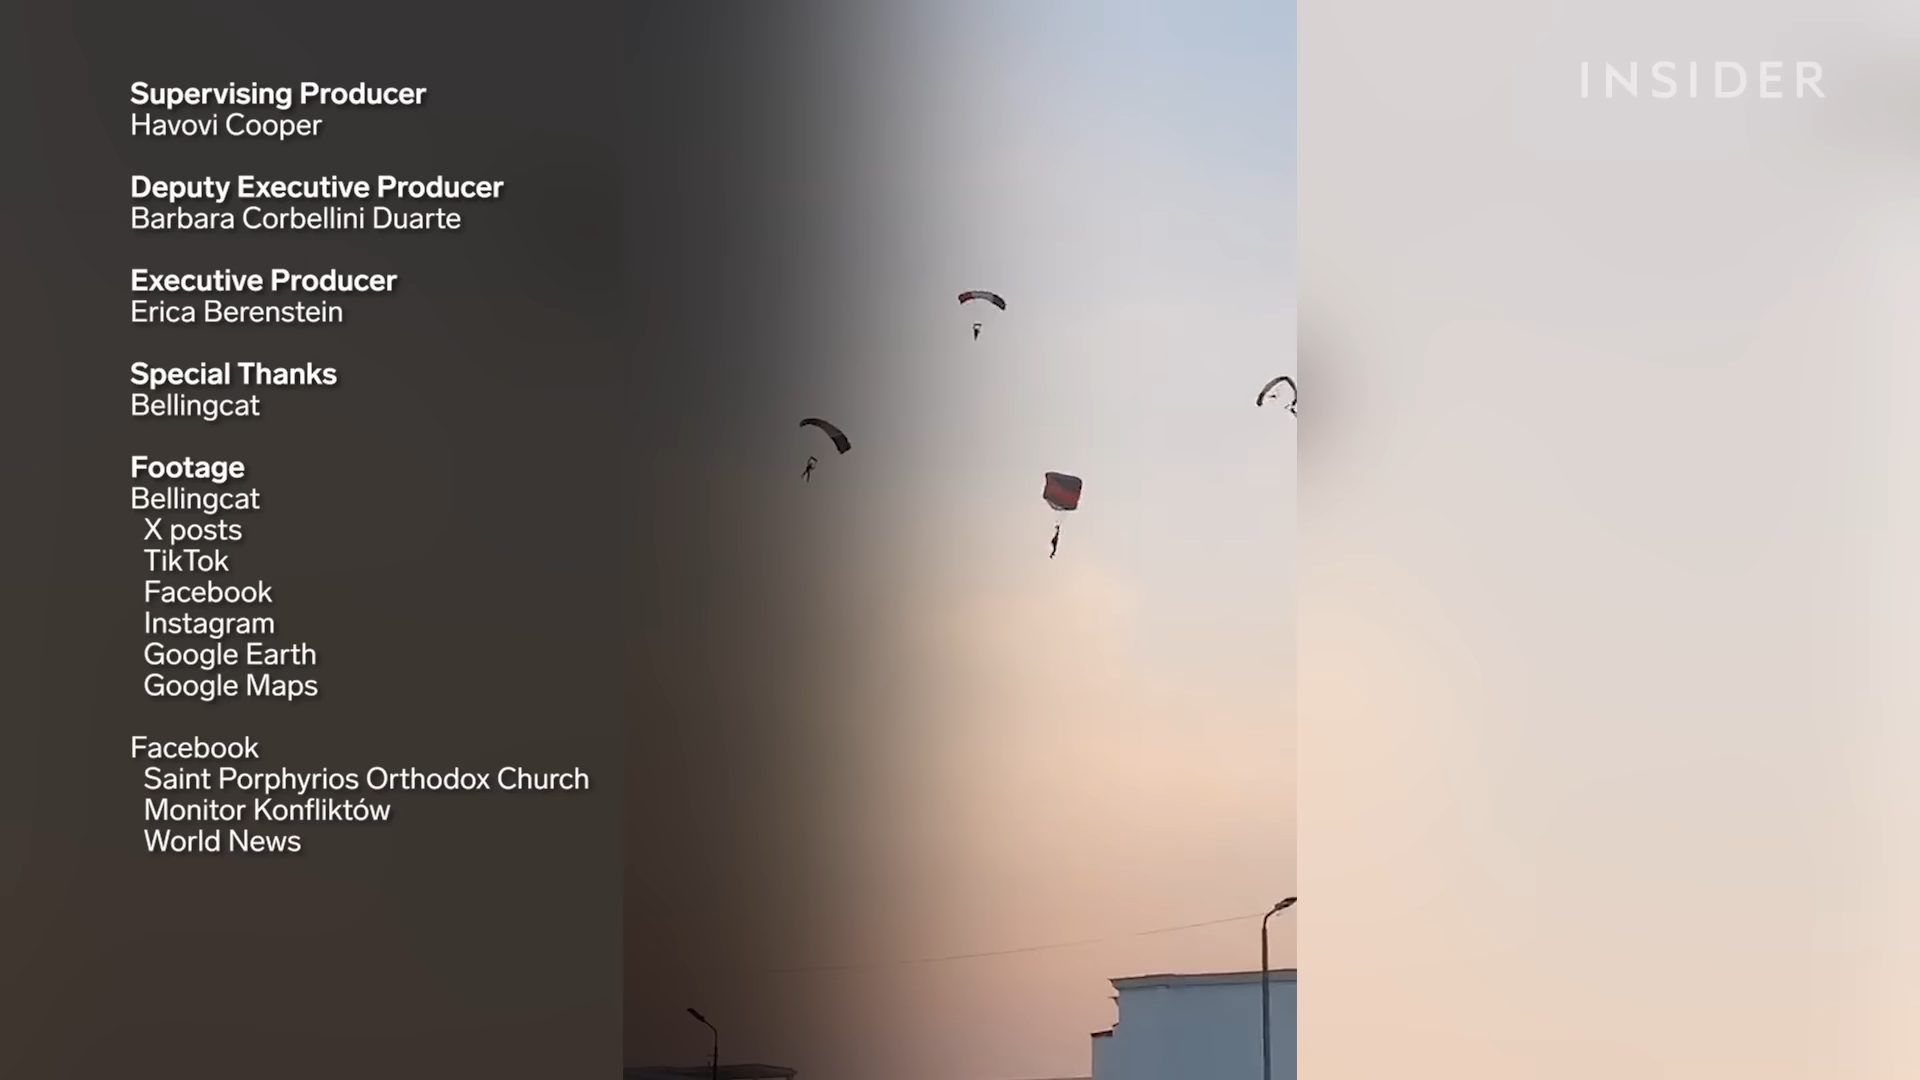 Supervising Producer
Havovi Cooper
Deputy Executive Producer
Barbara Corbellini Duarte
Executive Producer
Erica Berenstein
Special Thanks
Bellingcat
Footage
Bellingcat
X posts
TikTok
Facebook
Instagram
Google Earth
Google Maps
Facebook
Saint Porphyrios Orthodox Church
Monitor Konfliktów
World News
INSIDER